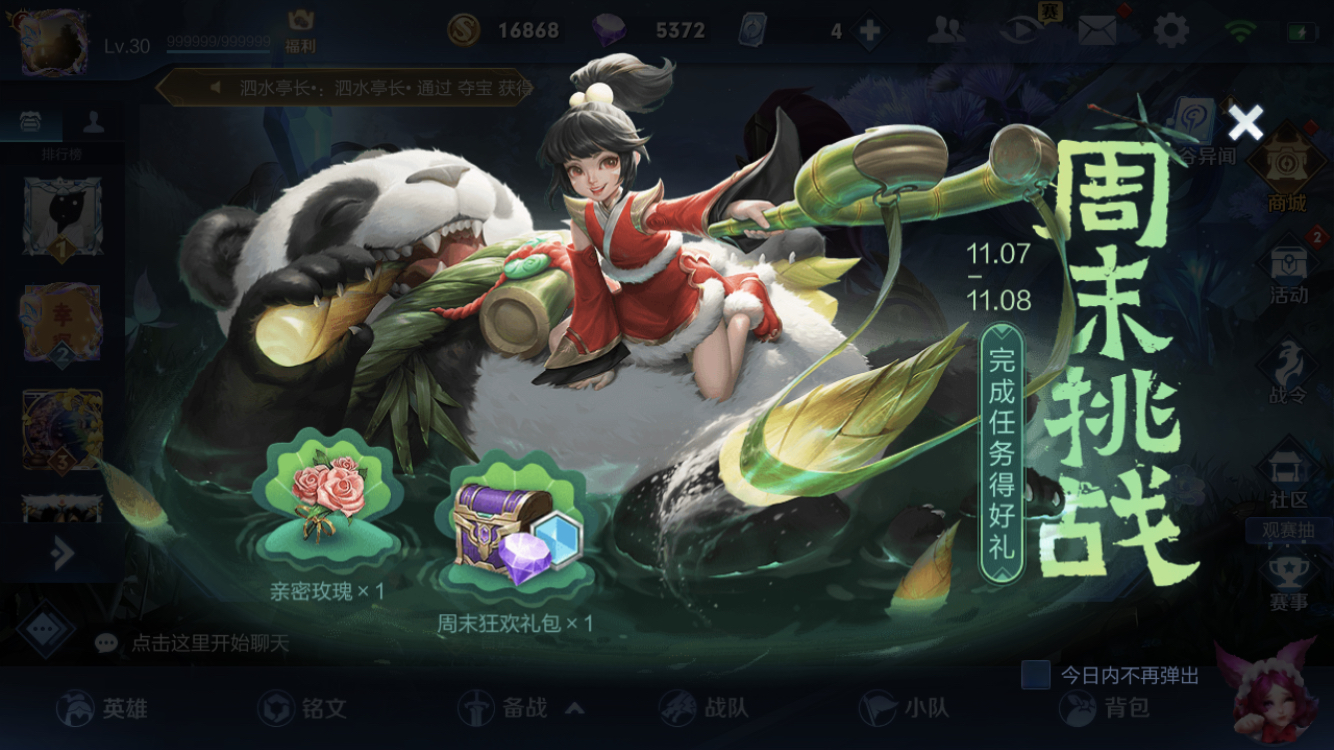 Lv.30
999999/999999
福利
16868
5372
4
赛
泗水亭长•：泗水亭长• 通过 夺宝 获得
排行榜
1
幸
2
3
谷异闻
商城
2
活动
战令
社区
观赛抽
赛事
周末挑战
11.07
–
11.08
完成任务得好礼
亲密玫瑰×1
周末狂欢礼包×1
点击这里开始聊天
今日内不再弹出
英雄
铭文
备战
战队
小队
背包